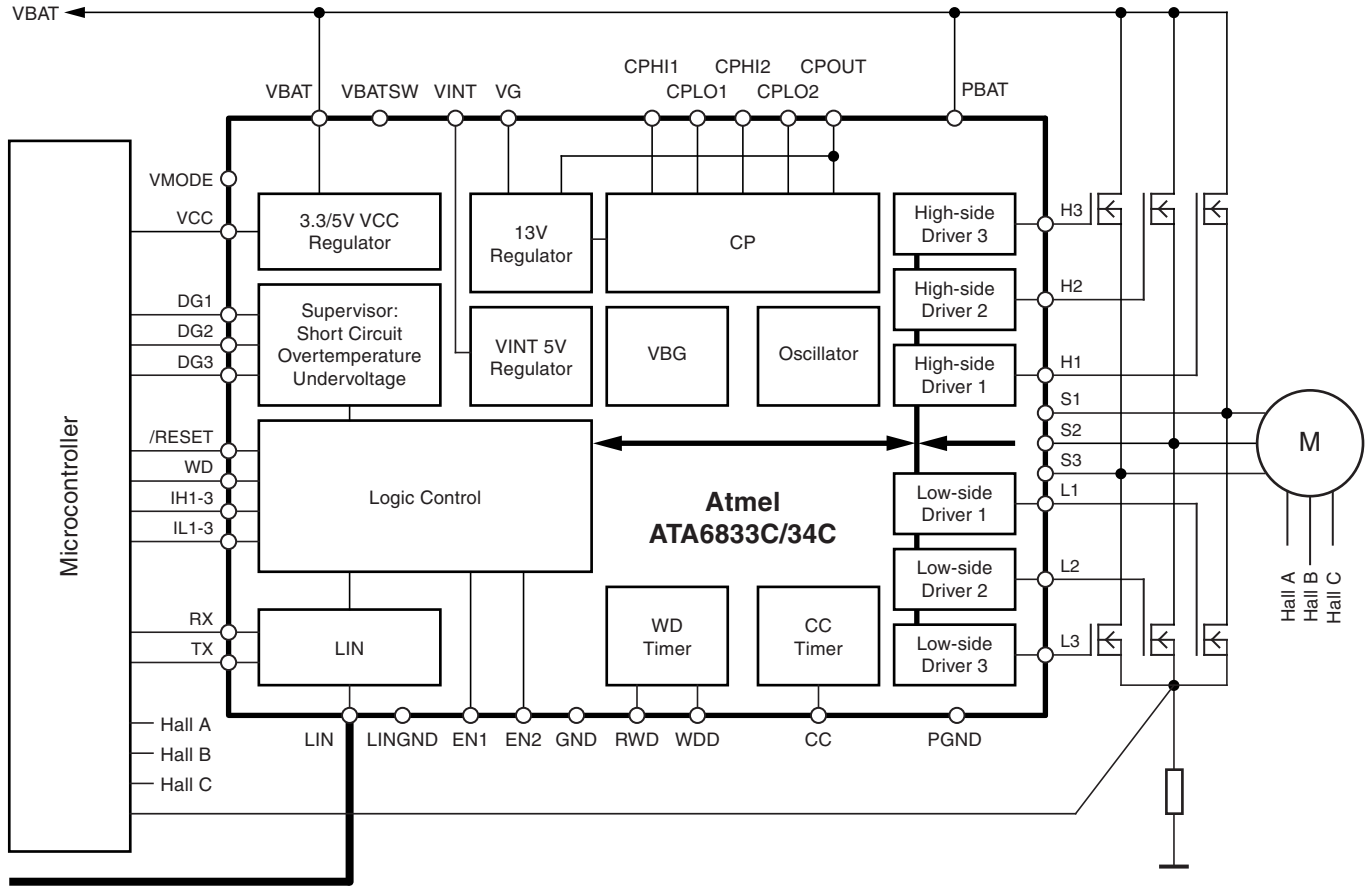 VBAT
CPHI1
CPHI2
CPOUT
VBAT
VBATSW
VINT
VG
CPLO1
CPLO2
PBAT
VMODE
VCC
3.3/5V VCC
Regulator
13V
Regulator
CP
High-side
Driver 3
H3
DG1
DG2
DG3
Supervisor:
Short Circuit
Overtemperature
Undervoltage
VINT 5V
Regulator
VBG
Oscillator
High-side
Driver 2
H2
High-side
Driver 1
H1
S1
S2
S3
M
Microcontroller
/RESET
WD
IH1-3
IL1-3
Logic Control
Atmel
ATA6833C/34C
Low-side
Driver 1
L1
Low-side
Driver 2
L2
Low-side
Driver 3
L3
Hall A
Hall B
Hall C
RX
TX
LIN
WD
Timer
CC
Timer
Hall A
Hall B
Hall C
LIN
LINGND
EN1
EN2
GND
RWD
WDD
CC
PGND